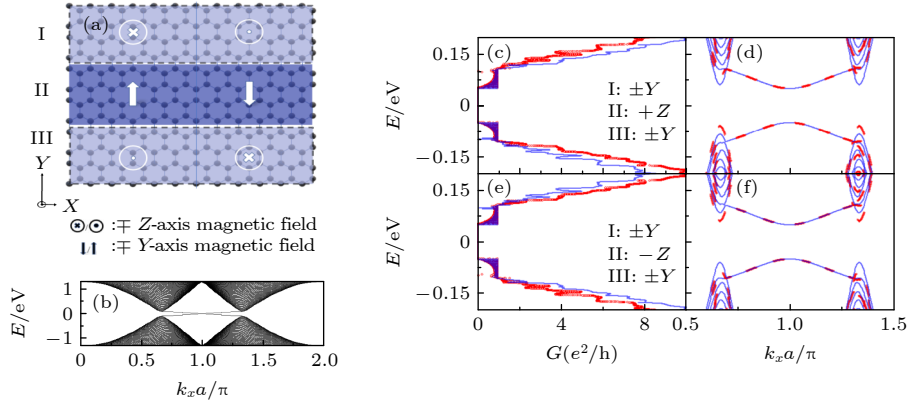 (a)
I
II
III
Y
X
:∓ Z-axis magnetic field
:∓ Y-axis magnetic field
(b)
E/eV
1
0
−1
0
0.5
1.0
1.5
2.0
kₓa/π
(c)
E/eV
0.15
0
−0.15
I: ±Y
II: +Z
III: ±Y
(d)
(e)
E/eV
0.15
0
−0.15
I: ±Y
II: −Z
III: ±Y
0
4
8
G(e²/h)
(f)
0.5
1.0
1.5
kₓa/π